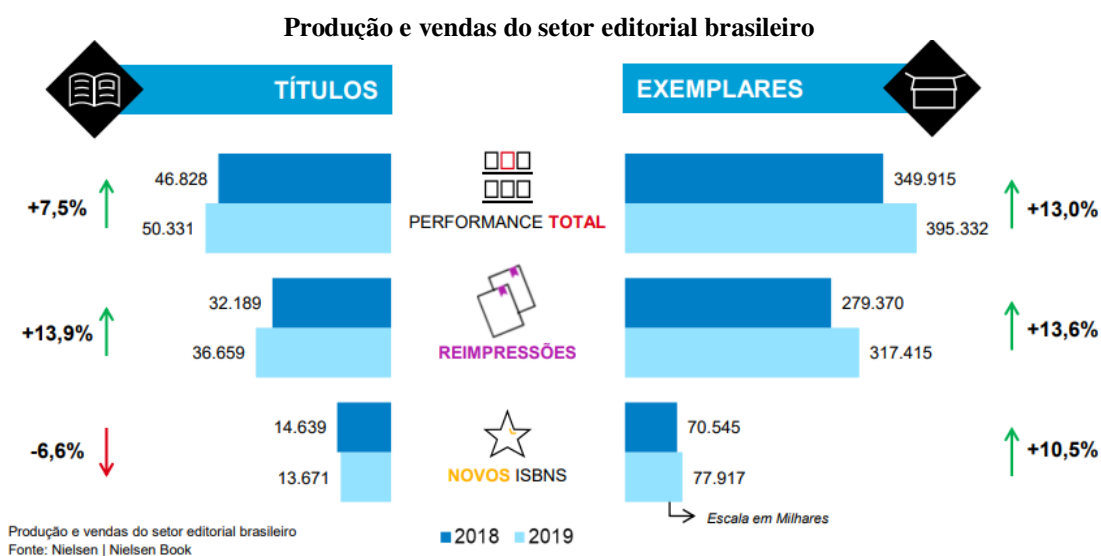 Produção e vendas do setor editorial brasileiro
TÍTULOS
EXEMPLARES
46.828
+7,5%
50.331
PERFORMANCE TOTAL
349.915
+13,0%
395.332
32.189
+13,9%
36.659
REIMPRESSÕES
279.370
+13,6%
317.415
14.639
-6,6%
13.671
NOVOS ISBNS
70.545
+10,5%
77.917
Escala em Milhares
Produção e vendas do setor editorial brasileiro
Fonte: Nielsen | Nielsen Book
2018 2019